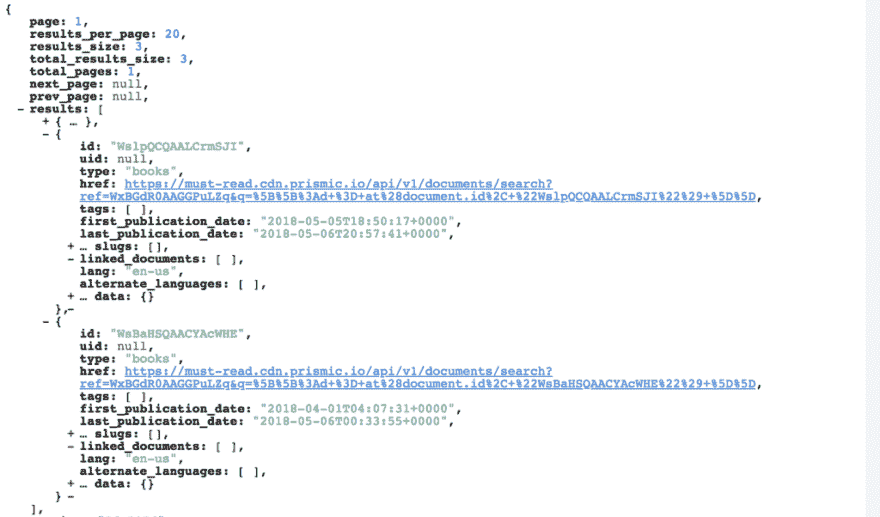 {
page: 1,
results_per_page: 20,
results_size: 3,
total_results_size: 3,
total_pages: 1,
next_page: null,
prev_page: null,
- results: [
+ { … },
- {
id: "WslpQCQAALCrmSJI",
uid: null,
type: "books",
href: https://must-read.cdn.prismic.io/api/v1/documents/search?
ref=WxBGdR0AAGGPuLZq&q=%5B%5B%3Ad+%3D+at%28document.id%2C+%22WslpQCQAALCrmSJI%22%29+%5D%5D,
tags: [ ],
first_publication_date: "2018-05-05T18:50:17+0000",
last_publication_date: "2018-05-06T20:57:41+0000",
+ … slugs: [],
- linked_documents: [ ],
lang: "en-us",
alternate_languages: [ ],
+ … data: {}
},-
- {
id: "WsBaHSQAACYAcWHE",
uid: null,
type: "books",
href: https://must-read.cdn.prismic.io/api/v1/documents/search?
ref=WxBGdR0AAGGPuLZq&q=%5B%5B%3Ad+%3D+at%28document.id%2C+%22WsBaHSQAACYAcWHE%22%29+%5D%5D,
tags: [ ],
first_publication_date: "2018-04-01T04:07:31+0000",
last_publication_date: "2018-05-06T00:33:55+0000",
+ … slugs: [],
- linked_documents: [ ],
lang: "en-us",
alternate_languages: [ ],
+ … data: {}
} -
],